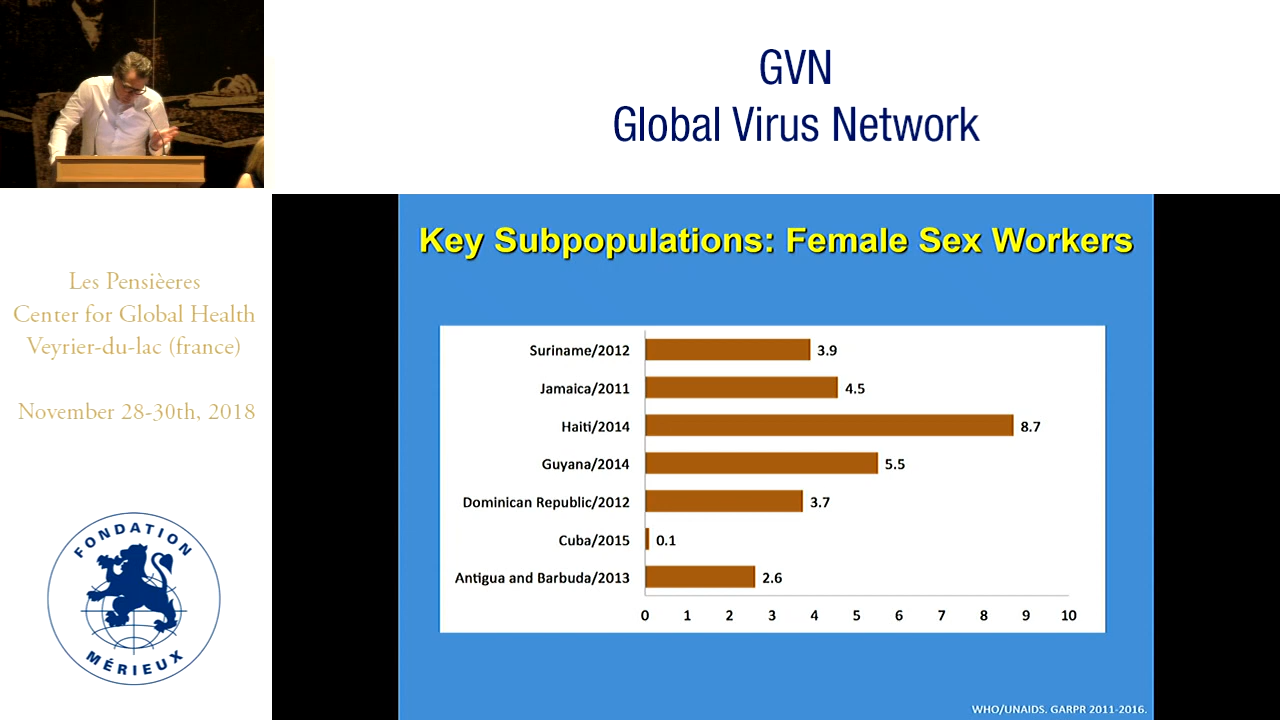 GVN
Global Virus Network
Les Pensièeres
Center for Global Health
Veyrier-du-lac (france)
November 28-30th, 2018
FONDATION
MÉRIEUX
Key Subpopulations: Female Sex Workers
Suriname/2012 3.9
Jamaica/2011 4.5
Haiti/2014 8.7
Guyana/2014 5.5
Dominican Republic/2012 3.7
Cuba/2015 0.1
Antigua and Barbuda/2013 2.6
0 1 2 3 4 5 6 7 8 9 10
WHO/UNAIDS. GARPR 2011-2016.